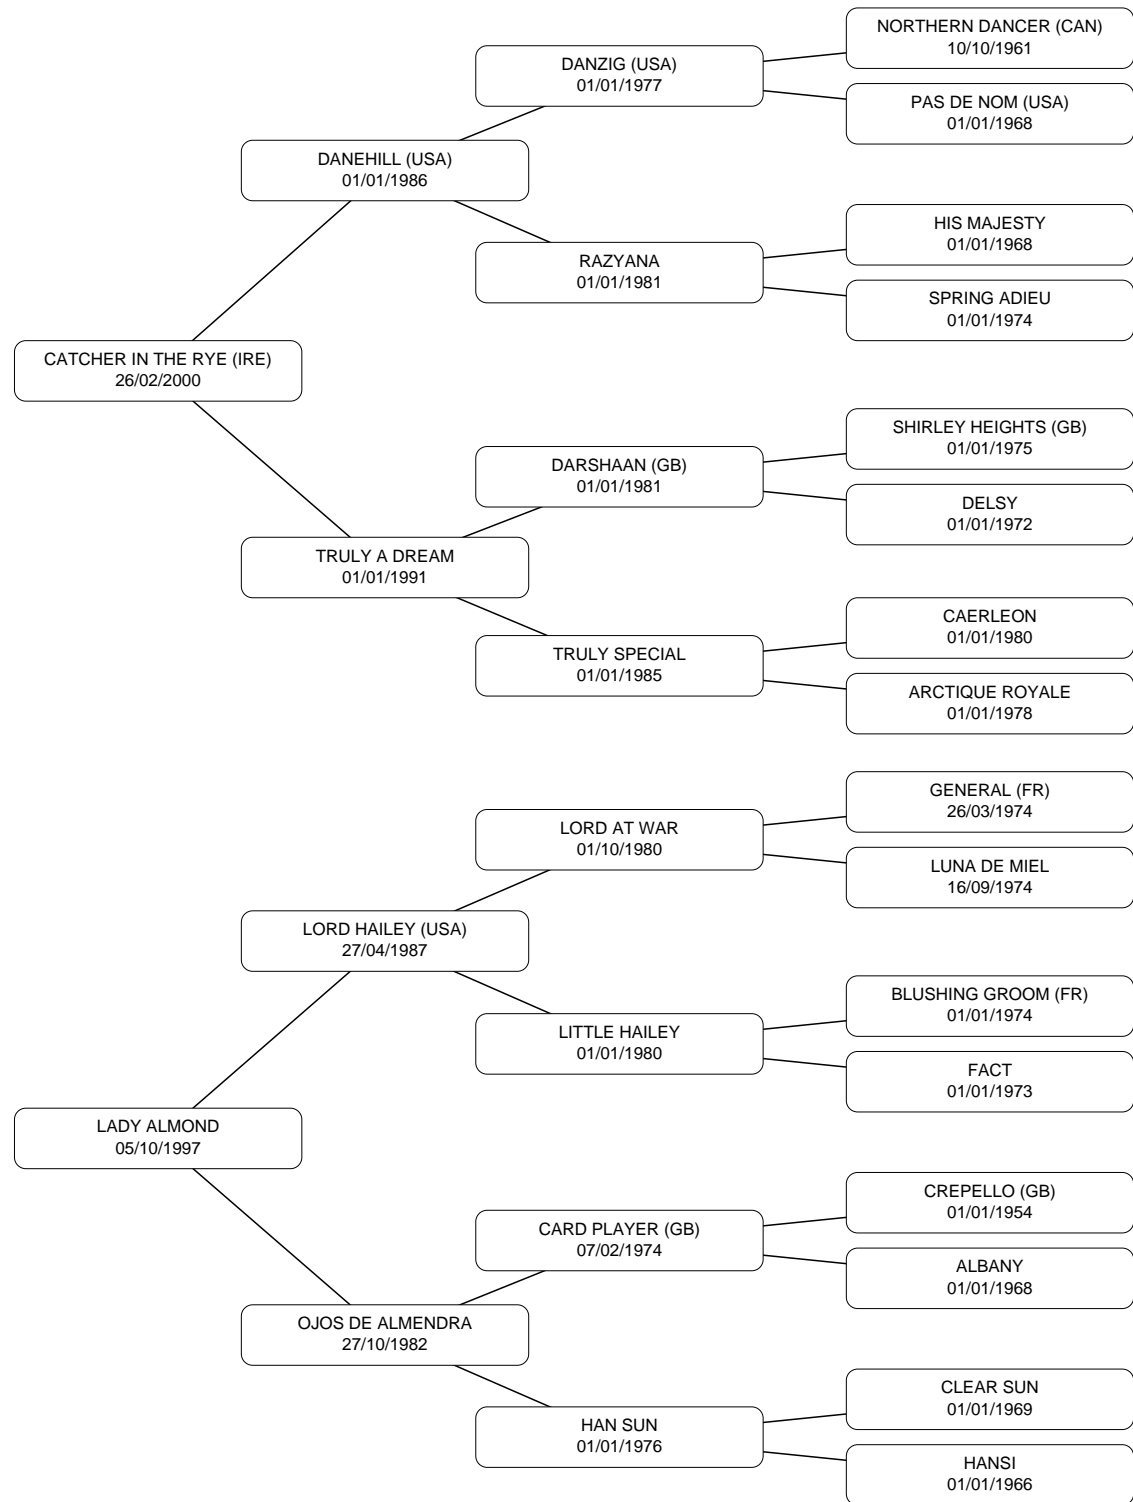 NORTHERN DANCER (CAN)
10/10/1961
DANZIG (USA)
01/01/1977
PAS DE NOM (USA)
01/01/1968
DANEHILL (USA)
01/01/1986
HIS MAJESTY
01/01/1968
RAZYANA
01/01/1981
SPRING ADIEU
01/01/1974
CATCHER IN THE RYE (IRE)
26/02/2000
SHIRLEY HEIGHTS (GB)
01/01/1975
DARSHAAN (GB)
01/01/1981
DELSY
01/01/1972
TRULY A DREAM
01/01/1991
CAERLEON
01/01/1980
TRULY SPECIAL
01/01/1985
ARCTIQUE ROYALE
01/01/1978
GENERAL (FR)
26/03/1974
LORD AT WAR
01/10/1980
LUNA DE MIEL
16/09/1974
LORD HAILEY (USA)
27/04/1987
BLUSHING GROOM (FR)
01/01/1974
LITTLE HAILEY
01/01/1980
FACT
01/01/1973
LADY ALMOND
05/10/1997
CREPELLO (GB)
01/01/1954
CARD PLAYER (GB)
07/02/1974
ALBANY
01/01/1968
OJOS DE ALMENDRA
27/10/1982
CLEAR SUN
01/01/1969
HAN SUN
01/01/1976
HANSI
01/01/1966